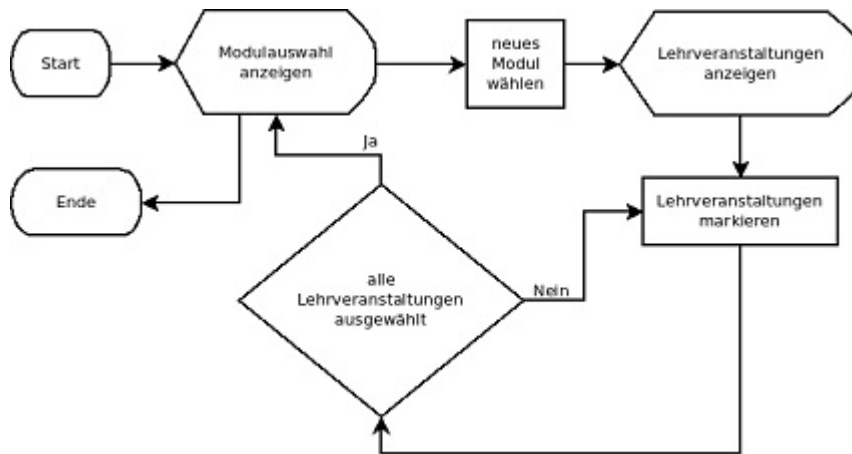 Start
Modulauswahl
anzeigen
neues
Modul
wählen
Lehrveranstaltungen
anzeigen
Ja
Ende
Lehrveranstaltungen
markieren
alle
Lehrveranstaltungen
ausgewählt
Nein